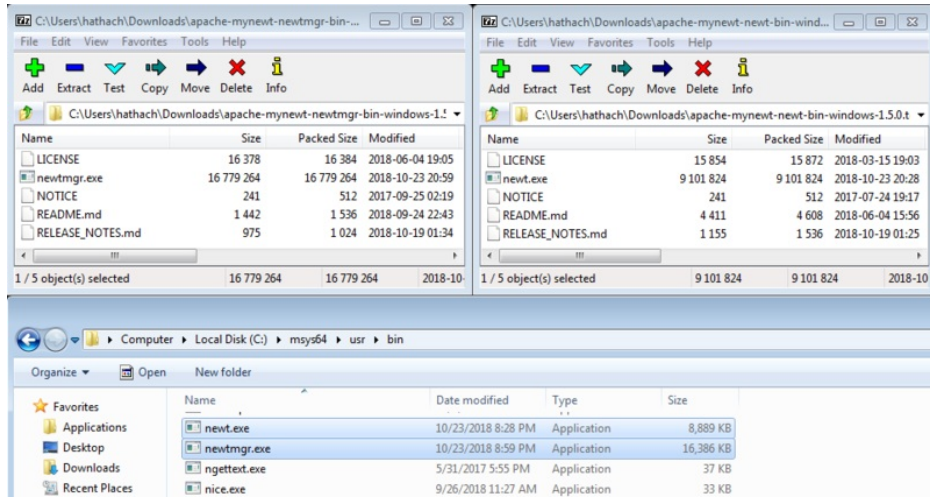 C:\Users\hathach\Downloads\apache-mynewt-newtmgr-bin-...
File Edit View Favorites Tools Help
Add Extract Test Copy Move Delete Info
C:\Users\hathach\Downloads\apache-mynewt-newtmgr-bin-windows-1.5
Name Size Packed Size Modified
LICENSE 16 378 16 384 2018-06-04 19:05
newtmgr.exe 16 779 264 16 779 264 2018-10-23 20:59
NOTICE 241 512 2017-09-25 02:19
README.md 1 442 1 536 2018-09-24 22:43
RELEASE_NOTES.md 975 1 024 2018-10-19 01:34
1 / 5 object(s) selected 16 779 264 16 779 264 2018-10-
C:\Users\hathach\Downloads\apache-mynewt-newt-bin-wind...
File Edit View Favorites Tools Help
Add Extract Test Copy Move Delete Info
C:\Users\hathach\Downloads\apache-mynewt-newt-bin-windows-1.5.0.t
Name Size Packed Size Modified
LICENSE 15 854 15 872 2018-03-15 19:03
newt.exe 9 101 824 9 101 824 2018-10-23 20:28
NOTICE 241 512 2017-07-24 19:17
README.md 4 411 4 608 2018-06-04 15:56
RELEASE_NOTES.md 1 155 1 536 2018-10-19 01:25
1 / 5 object(s) selected 9 101 824 9 101 824 2018-10
Computer Local Disk (C:) msys64 usr bin
Organize Open New folder
Favorites
Applications
Desktop
Downloads
Recent Places
Name Date modified Type Size
newt.exe 10/23/2018 8:28 PM Application 8,889 KB
newtmgr.exe 10/23/2018 8:59 PM Application 16,386 KB
ngettext.exe 5/31/2017 5:55 PM Application 37 KB
nice.exe 9/26/2018 11:27 AM Application 33 KB